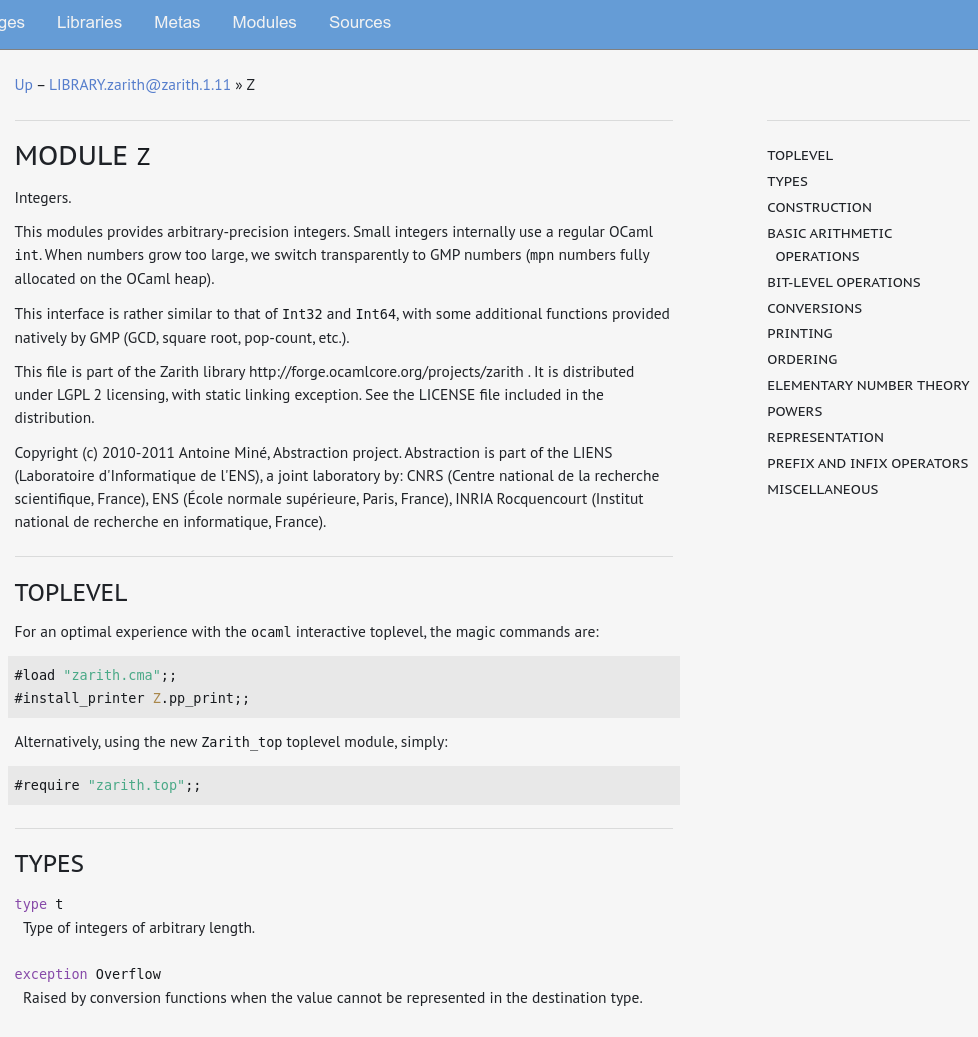 ges Libraries Metas Modules Sources
Up – LIBRARY.zarith@zarith.1.11 » Z
MODULE Z
Integers.
This modules provides arbitrary-precision integers. Small integers internally use a regular OCaml
int. When numbers grow too large, we switch transparently to GMP numbers (mpn numbers fully
allocated on the OCaml heap).
This interface is rather similar to that of Int32 and Int64, with some additional functions provided
natively by GMP (GCD, square root, pop-count, etc.).
This file is part of the Zarith library http://forge.ocamlcore.org/projects/zarith . It is distributed
under LGPL 2 licensing, with static linking exception. See the LICENSE file included in the
distribution.
Copyright (c) 2010-2011 Antoine Miné, Abstraction project. Abstraction is part of the LIENS
(Laboratoire d'Informatique de l'ENS), a joint laboratory by: CNRS (Centre national de la recherche
scientifique, France), ENS (École normale supérieure, Paris, France), INRIA Rocquencourt (Institut
national de recherche en informatique, France).
TOPLEVEL
For an optimal experience with the ocaml interactive toplevel, the magic commands are:
#load "zarith.cma";;
#install_printer Z.pp_print;;
Alternatively, using the new Zarith_top toplevel module, simply:
#require "zarith.top";;
TYPES
type t
Type of integers of arbitrary length.
exception Overflow
Raised by conversion functions when the value cannot be represented in the destination type.
TOPLEVEL
TYPES
CONSTRUCTION
BASIC ARITHMETIC
OPERATIONS
BIT-LEVEL OPERATIONS
CONVERSIONS
PRINTING
ORDERING
ELEMENTARY NUMBER THEORY
POWERS
REPRESENTATION
PREFIX AND INFIX OPERATORS
MISCELLANEOUS